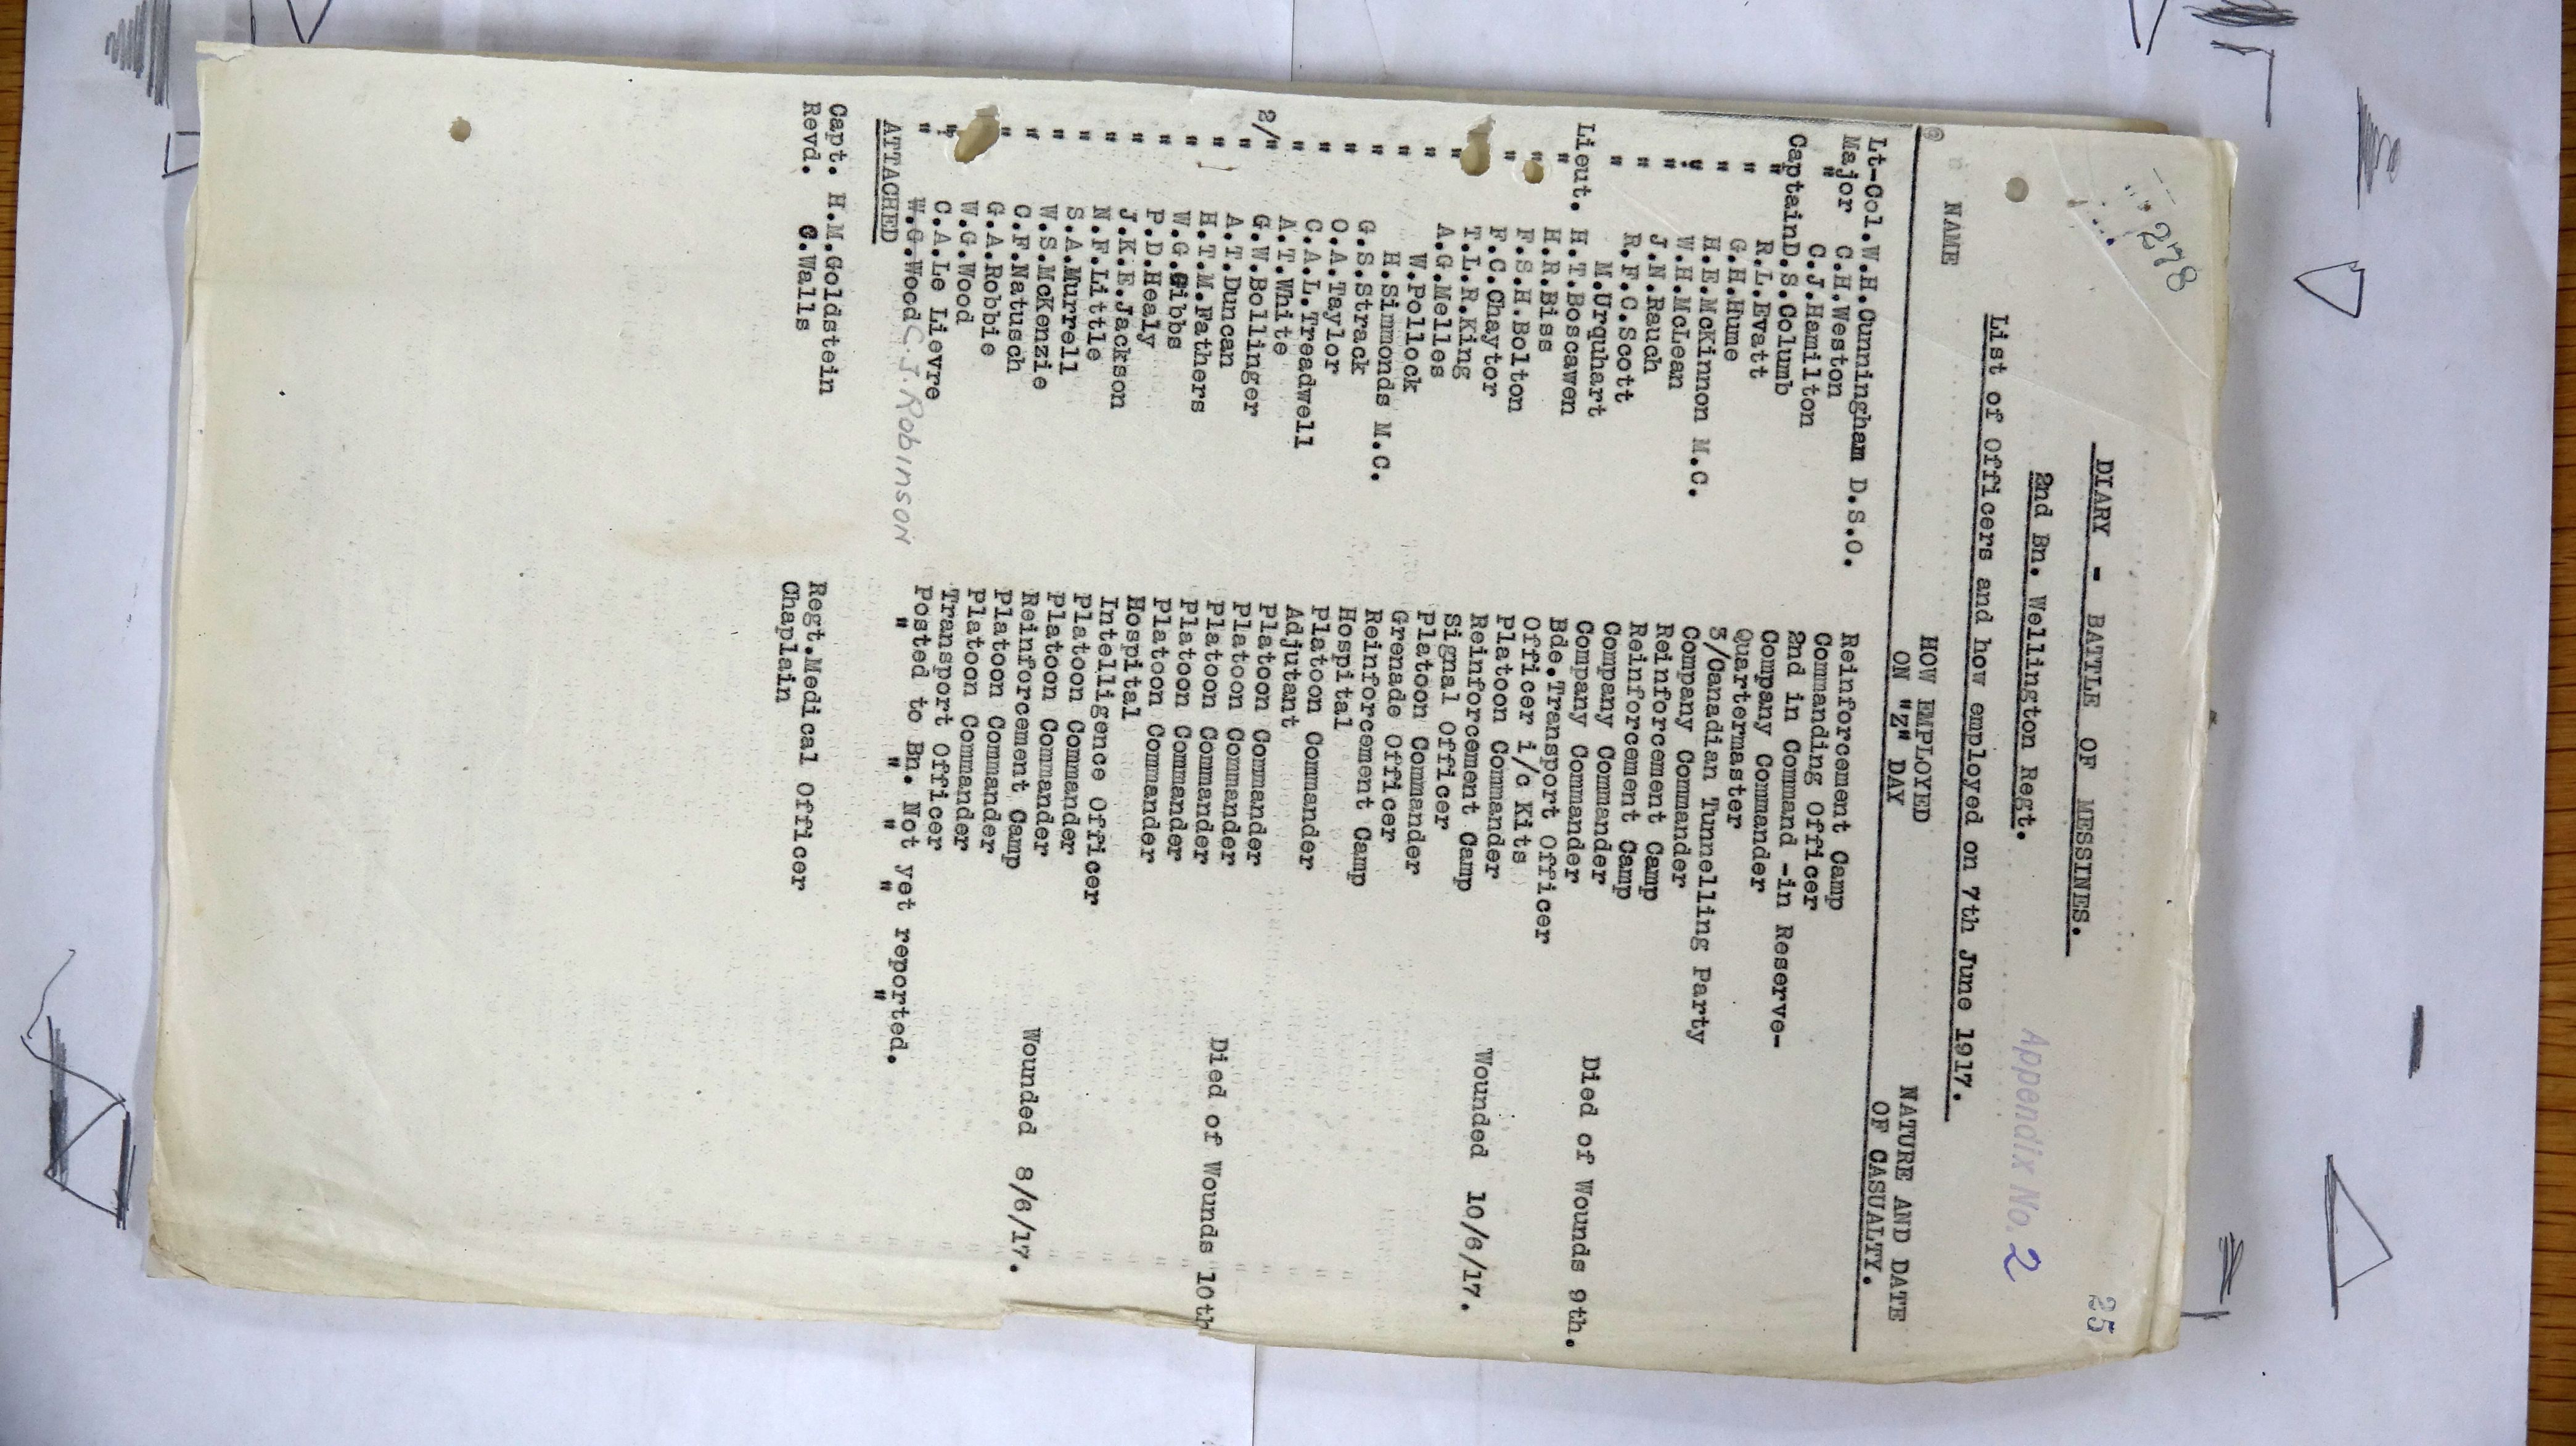 278
25
DIARY - BATTLE OF MESSINES.
2nd Bn. Wellington Regt.
Appendix No. 2
List of Officers and how employed on 7th June 1917.
NAME HOW EMPLOYED ON "Z" DAY NATURE AND DATE OF CASUALTY.
Lt-Col.W.H.Cunningham D.S.O. Reinforcement Camp
Major C.H.Weston Commanding Officer
" C.J.Hamilton 2nd in Command -in Reserve-
CaptainD.S.Columb Company Commander
" R.L.Evatt Quartermaster
" G.H.Hume 3/Canadian Tunnelling Party
" H.E.McKinnon M.C. Company Commander
" W.H.McLean Reinforcement Camp
" J.N.Rauch Reinforcement Camp
" R.F.C.Scott Company Commander Died of Wounds 9th.
" M.Urquhart Company Commander
Lieut. H.T.Boscawen Bde.Transport Officer
" H.R.Biss Officer i/c Kits
" F.S.H.Bolton Platoon Commander Wounded 10/6/17.
" F.C.Chaytor Reinforcement Camp
T.L.R.King Signal Officer
" A.G.Melles Platoon Commander
" W.Pollock Grenade Officer
" H.Simmonds M.C. Reinforcement Camp
" G.S.Strack Hospital
" O.A.Taylor Platoon Commander
" C.A.L.Treadwell Adjutant
" A.T.White Platoon Commander
2/" G.W.Bollinger Platoon Commander Died of Wounds 10th
" A.T.Duncan Platoon Commander
" H.T.M.Fathers Platoon Commander
" W.G.Gibbs Platoon Commander
" P.D.Healy Hospital
" J.K.E.Jackson Intelligence Officer
" N.F.Little Platoon Commander
" S.A.Murrell Platoon Commander Wounded 8/6/17.
" W.S.McKenzie Reinforcement Camp
" C.F.Natusch Platoon Commander
" G.A.Robbie Platoon Commander
W.G.Wood Transport Officer
" C.A.Le Lievre Posted to Bn. Not yet reported.
" W.G.Wood C.J.Robinson " " " " "
ATTACHED
Capt. H.M.Goldstein Regt.Medical Officer
Revd. C.Walls Chaplain